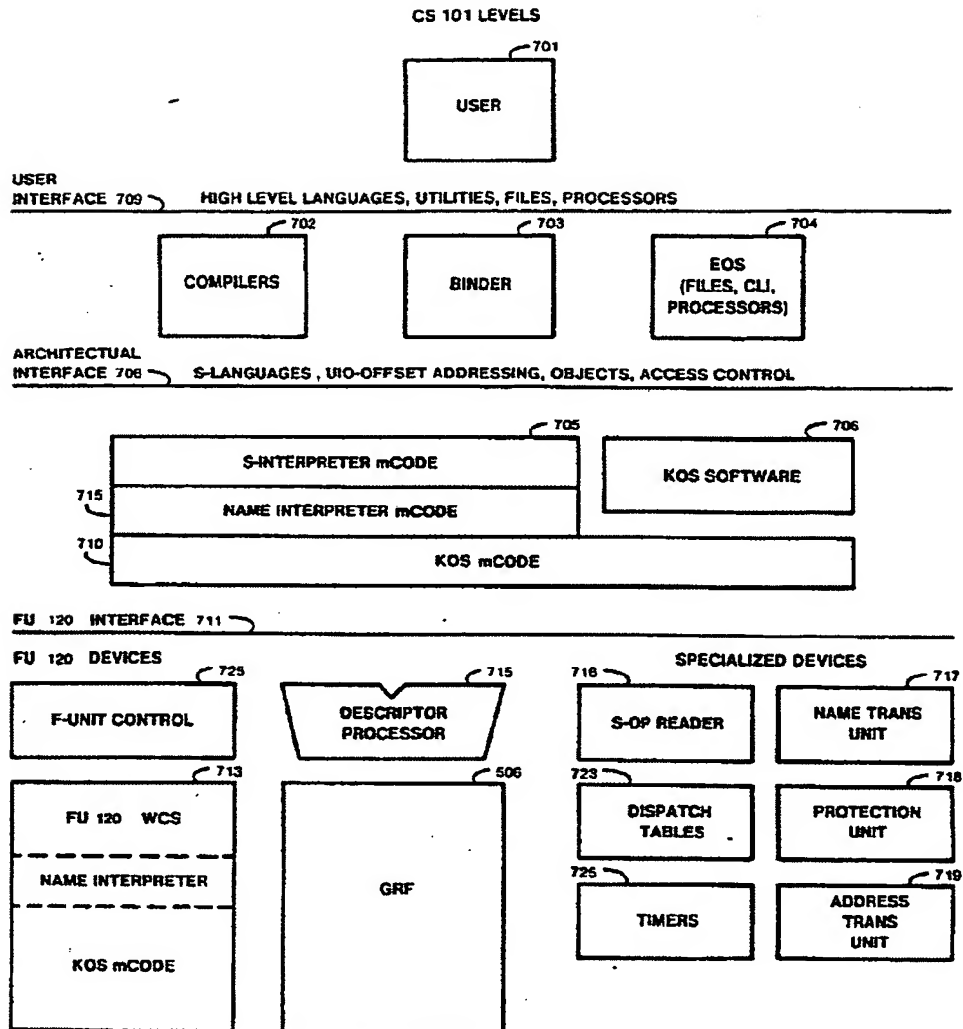 CS 101 LEVELS
701
USER
USER
INTERFACE 709
HIGH LEVEL LANGUAGES, UTILITIES, FILES, PROCESSORS
702
703
704
COMPILERS
BINDER
EOS
(FILES, CLI,
PROCESSORS)
ARCHITECTUAL
INTERFACE 708
S-LANGUAGES , UIO-OFFSET ADDRESSING, OBJECTS, ACCESS CONTROL
705
706
S-INTERPRETER mCODE
KOS SOFTWARE
715
NAME INTERPRETER mCODE
710
KOS mCODE
FU 120 INTERFACE 711
FU 120 DEVICES
SPECIALIZED DEVICES
725
715
716
717
F-UNIT CONTROL
DESCRIPTOR
PROCESSOR
S-OP READER
NAME TRANS
UNIT
713
506
723
718
FU 120 WCS
DISPATCH
TABLES
PROTECTION
UNIT
NAME INTERPRETER
GRF
725
719
TIMERS
ADDRESS
TRANS
UNIT
KOS mCODE